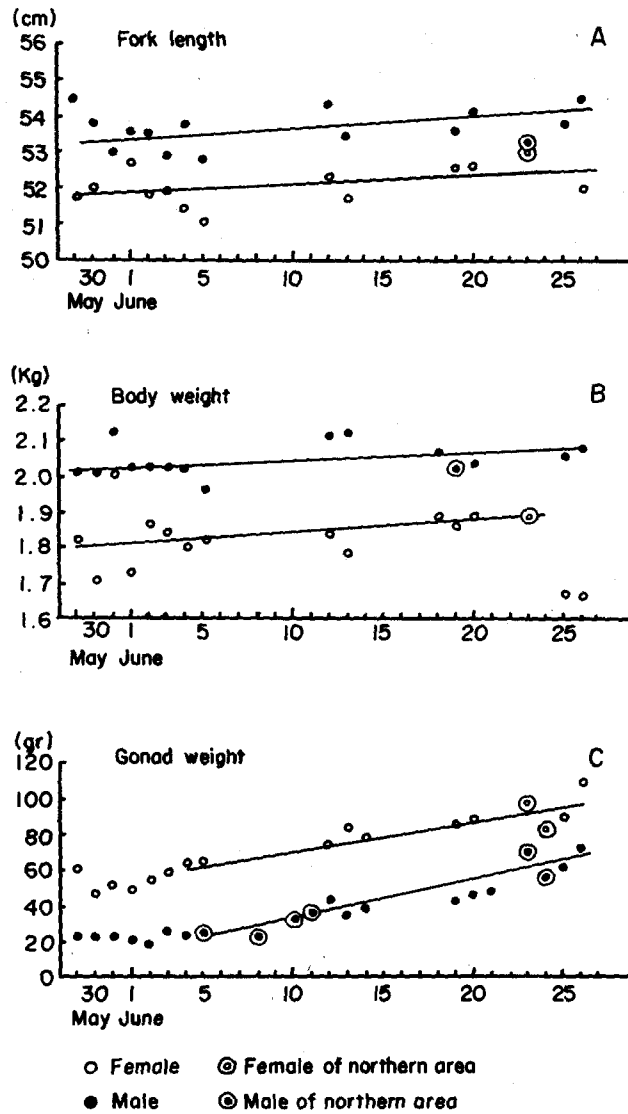 (cm)
56
Fork length
A
55
54
53
52
51
50
30 1 5 10 15 20 25
May June
(Kg)
2.2
Body weight
B
2.1
2.0
1.9
1.8
1.7
1.6
30 1 5 10 15 20 25
May June
(gr)
120
Gonad weight
C
100
80
60
40
20
0
30 1 5 10 15 20 25
May June
Female
Female of northern area
Male
Male of northern area